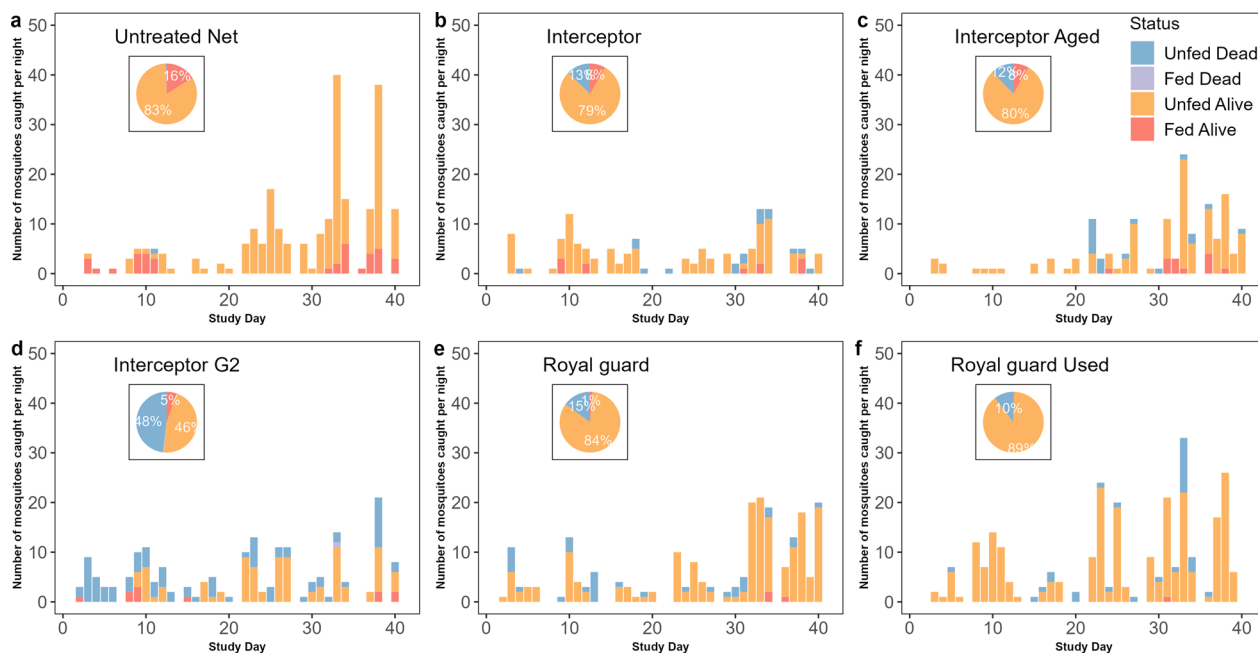 a
Untreated Net
16%
83%
Number of mosquitoes caught per night
50
40
30
20
10
0
0 10 20 30 40
Study Day
b
Interceptor
13% 8%
79%
Number of mosquitoes caught per night
50
40
30
20
10
0
0 10 20 30 40
Study Day
c
Interceptor Aged
12% 8%
80%
Number of mosquitoes caught per night
50
40
30
20
10
0
0 10 20 30 40
Study Day
Status
Unfed Dead
Fed Dead
Unfed Alive
Fed Alive
d
Interceptor G2
5%
48% 46%
Number of mosquitoes caught per night
50
40
30
20
10
0
0 10 20 30 40
Study Day
e
Royal guard
1%
15%
84%
Number of mosquitoes caught per night
50
40
30
20
10
0
0 10 20 30 40
Study Day
f
Royal guard Used
10%
89%
Number of mosquitoes caught per night
50
40
30
20
10
0
0 10 20 30 40
Study Day